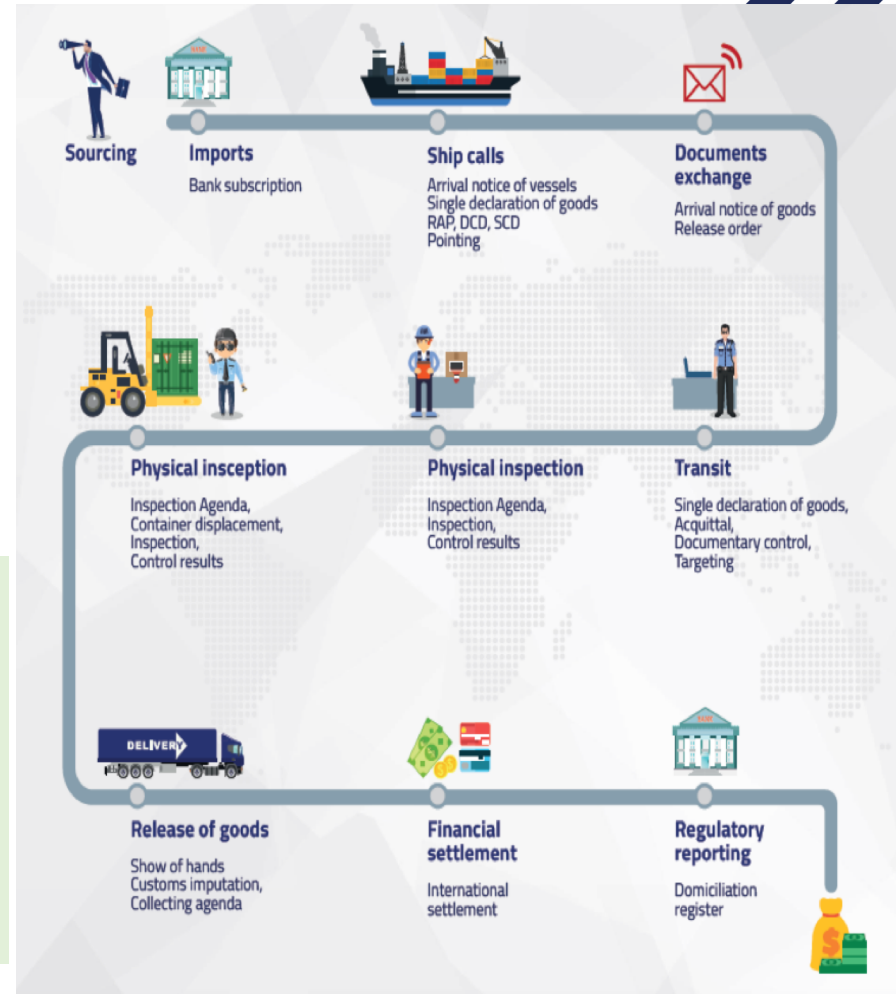 Sourcing
Imports
Bank subscription
Ship calls
Arrival notice of vessels
Single declaration of goods
RAP, DCD, SCD
Pointing
Documents
exchange
Arrival notice of goods
Release order
Physical insception
Inspection Agenda,
Container displacement,
Inspection,
Control results
Physical inspection
Inspection Agenda,
Inspection,
Control results
Transit
Single declaration of goods,
Acquittal,
Documentary control,
Targeting
DELIVERY
Release of goods
Show of hands
Customs imputation,
Collecting agenda
Financial
settlement
International
settlement
Regulatory
reporting
Domiciliation
register